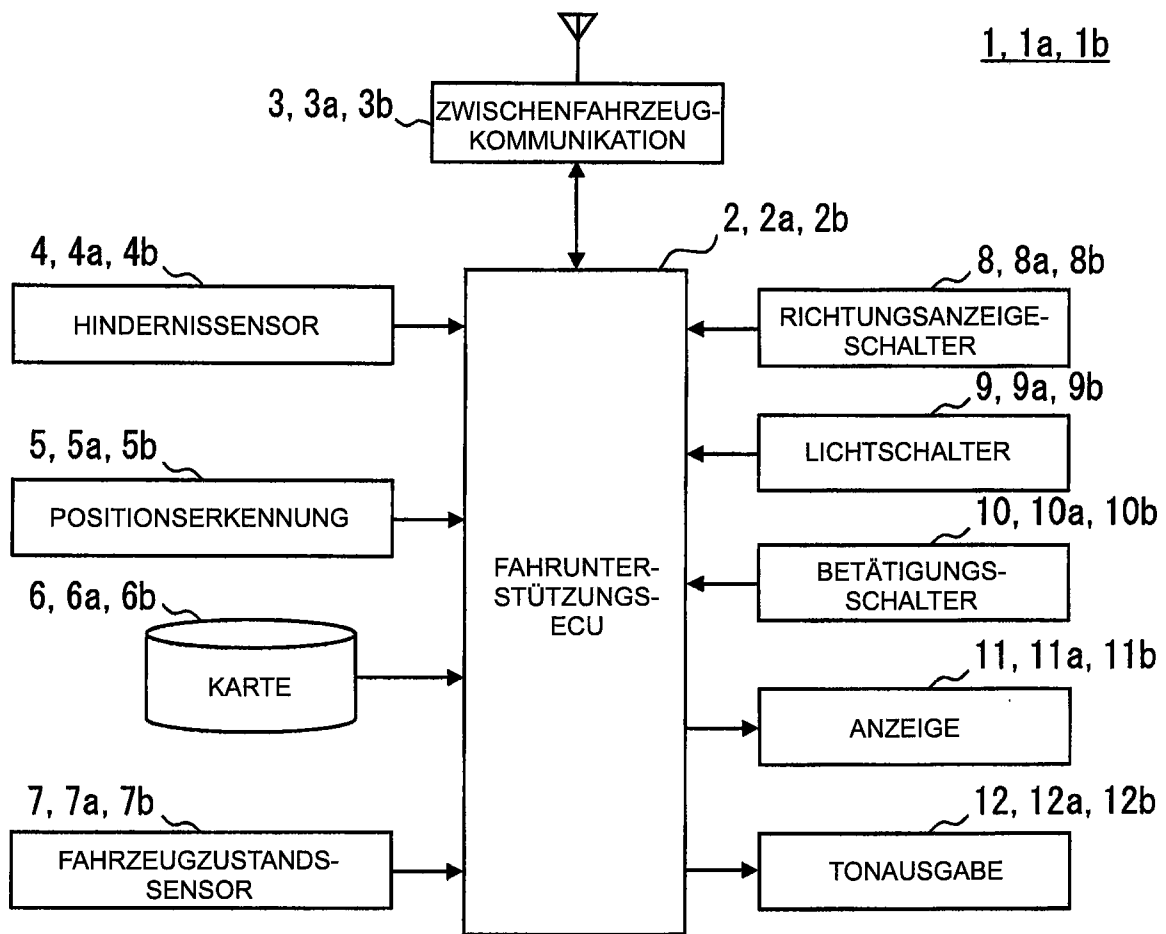 1, 1a, 1b
3, 3a, 3b
ZWISCHENFAHRZEUG-
KOMMUNIKATION
2, 2a, 2b
4, 4a, 4b
HINDERNISSENSOR
5, 5a, 5b
POSITIONSERKENNUNG
6, 6a, 6b
KARTE
7, 7a, 7b
FAHRZEUGZUSTANDS-
SENSOR
FAHRUNTER-
STÜTZUNGS-
ECU
8, 8a, 8b
RICHTUNGSANZEIGE-
SCHALTER
9, 9a, 9b
LICHTSCHALTER
10, 10a, 10b
BETÄTIGUNGS-
SCHALTER
11, 11a, 11b
ANZEIGE
12, 12a, 12b
TONAUSGABE